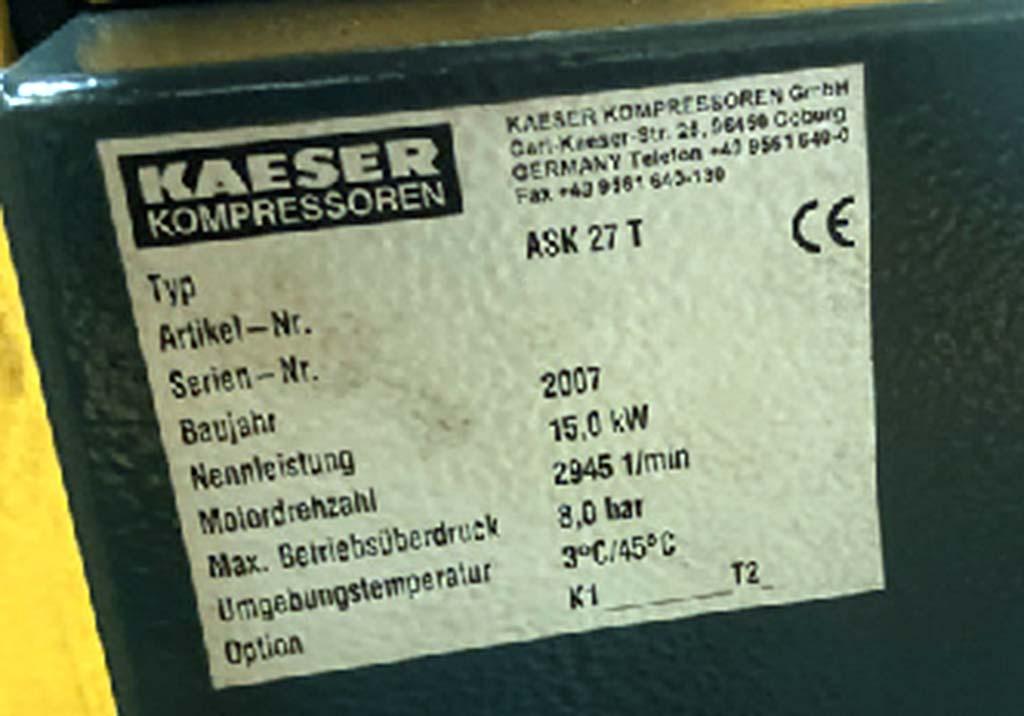 KAESER
KOMPRESSOREN
KAESER KOMPRESSOREN GmbH
Carl-Kaeser-Str. 26, 96450 Coburg
GERMANY Telefon +49 9561 640-0
Fax +49 9561 640-130
CE
Typ ASK 27 T
Artikel-Nr.
Serien-Nr.
Baujahr 2007
Nennleistung 15,0 kW
Motordrehzahl 2945 1/min
Max. Betriebsüberdruck 8,0 bar
Umgebungstemperatur 3°C/45°C
Option K1 ________ T2_